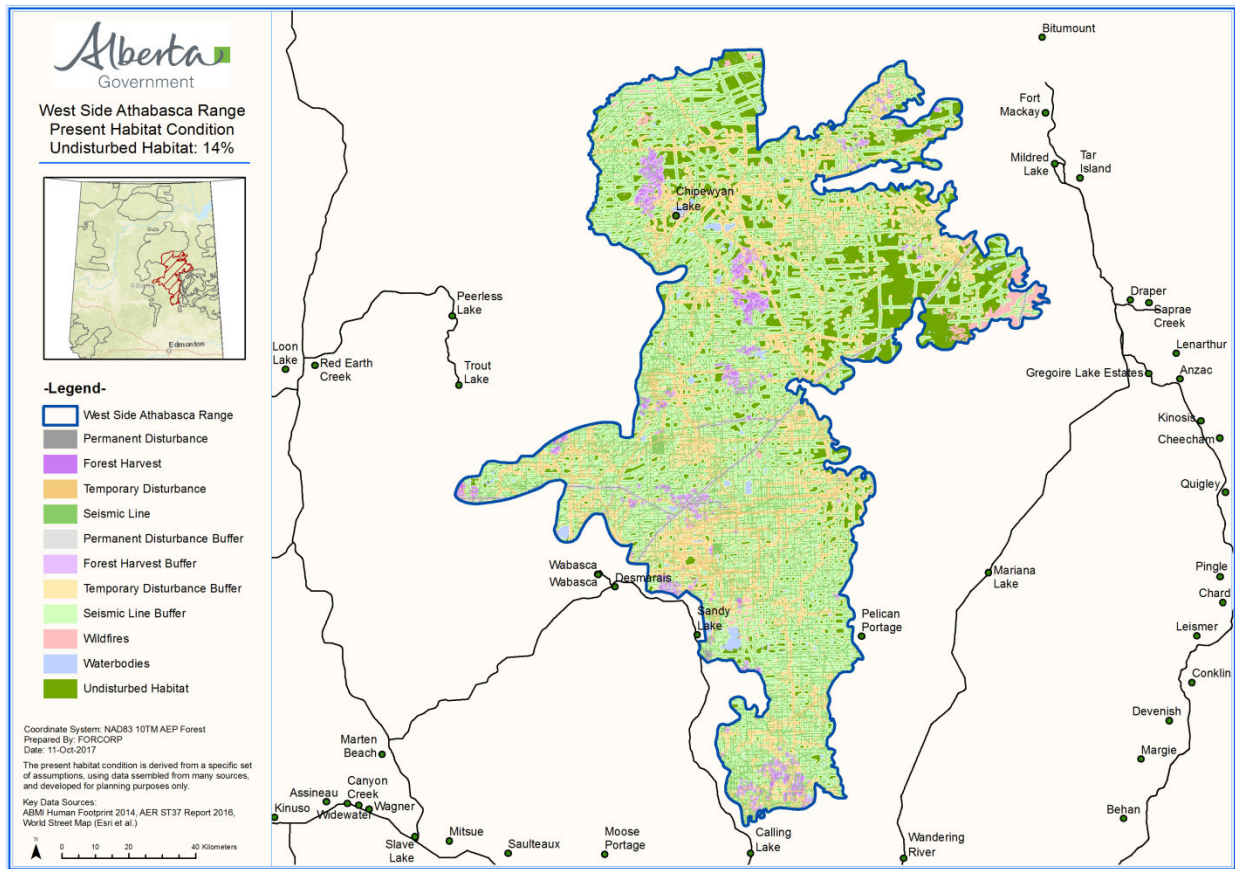 Alberta
Government
West Side Athabasca Range
Present Habitat Condition
Undisturbed Habitat: 14%
Alberta
Edmonton
-Legend-
West Side Athabasca Range
Permanent Disturbance
Forest Harvest
Temporary Disturbance
Seismic Line
Permanent Disturbance Buffer
Forest Harvest Buffer
Temporary Disturbance Buffer
Seismic Line Buffer
Wildfires
Waterbodies
Undisturbed Habitat
Coordinate System: NAD83 10TM AEP Forest
Prepared By: FORCORP
Date: 11-Oct-2017
The present habitat condition is derived from a specific set
of assumptions, using data ssembled from many sources,
and developed for planning purposes only.
Key Data Sources:
ABMI Human Footprint 2014, AER ST37 Report 2016,
World Street Map (Esri et al.)
N
0 10 20 40 Kilometers
Bitumount
Fort
Mackay
Mildred
Lake
Tar
Island
Chipewyan
Lake
Peerless
Lake
Draper
Saprae
Creek
Loon
Lake
Red Earth
Creek
Trout
Lake
Lenarthur
Gregoire Lake Estates
Anzac
Kinosis
Cheecham
Quigley
Wabasca
Wabasca
Desmarais
Mariana
Lake
Pingle
Chard
Sandy
Lake
Pelican
Portage
Leismer
Conklin
Devenish
Marten
Beach
Margie
Assineau
Canyon
Creek
Kinuso
Widewater
Wagner
Behan
Slave
Lake
Mitsue
Saulteaux
Moose
Portage
Calling
Lake
Wandering
River